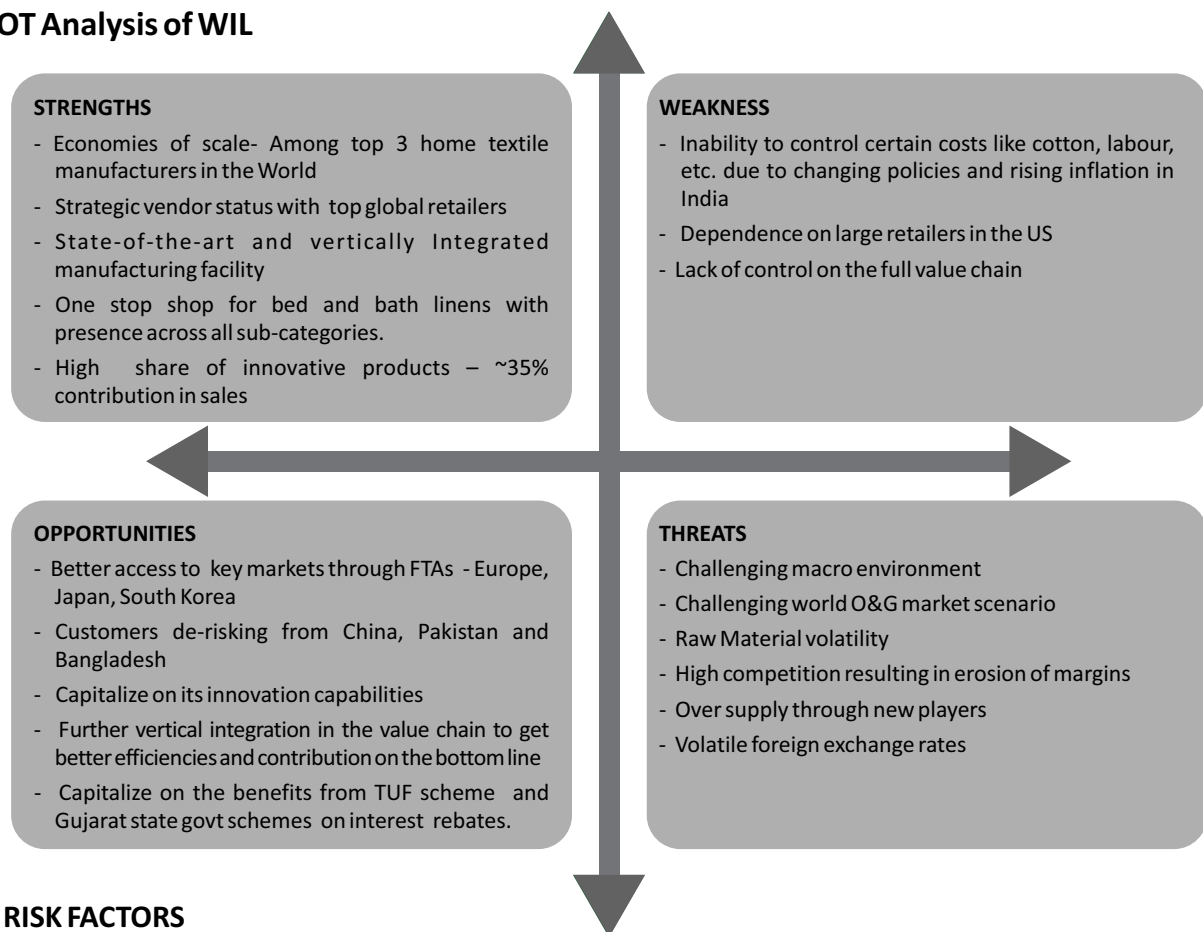 OT Analysis of WIL
STRENGTHS
- Economies of scale- Among top 3 home textile
manufacturers in the World
- Strategic vendor status with top global retailers
- State-of-the-art and vertically Integrated
manufacturing facility
- One stop shop for bed and bath linens with
presence across all sub-categories.
- High share of innovative products – ~35%
contribution in sales
WEAKNESS
- Inability to control certain costs like cotton, labour,
etc. due to changing policies and rising inflation in
India
- Dependence on large retailers in the US
- Lack of control on the full value chain
OPPORTUNITIES
- Better access to key markets through FTAs - Europe,
Japan, South Korea
- Customers de-risking from China, Pakistan and
Bangladesh
- Capitalize on its innovation capabilities
- Further vertical integration in the value chain to get
better efficiencies and contribution on the bottom line
- Capitalize on the benefits from TUF scheme and
Gujarat state govt schemes on interest rebates.
THREATS
- Challenging macro environment
- Challenging world O&G market scenario
- Raw Material volatility
- High competition resulting in erosion of margins
- Over supply through new players
- Volatile foreign exchange rates
RISK FACTORS